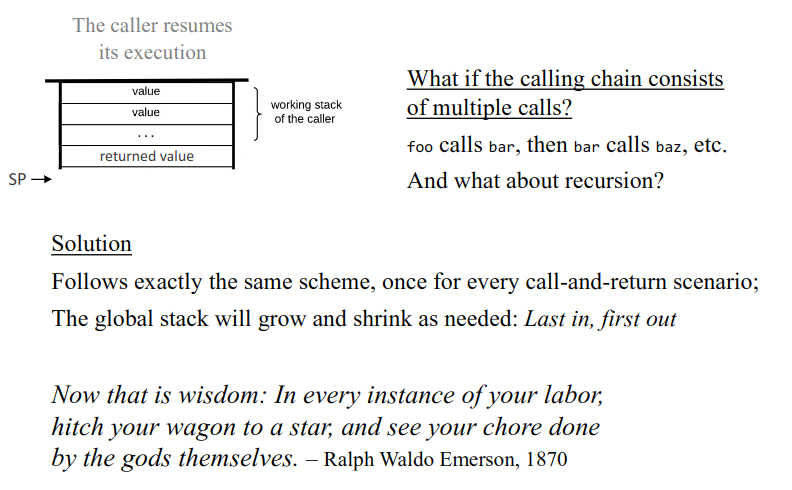 The caller resumes
its execution
value
value
...
returned value
SP
working stack
of the caller
What if the calling chain consists
of multiple calls?
foo calls bar, then bar calls baz, etc.
And what about recursion?
Solution
Follows exactly the same scheme, once for every call-and-return scenario;
The global stack will grow and shrink as needed: Last in, first out
Now that is wisdom: In every instance of your labor,
hitch your wagon to a star, and see your chore done
by the gods themselves. – Ralph Waldo Emerson, 1870